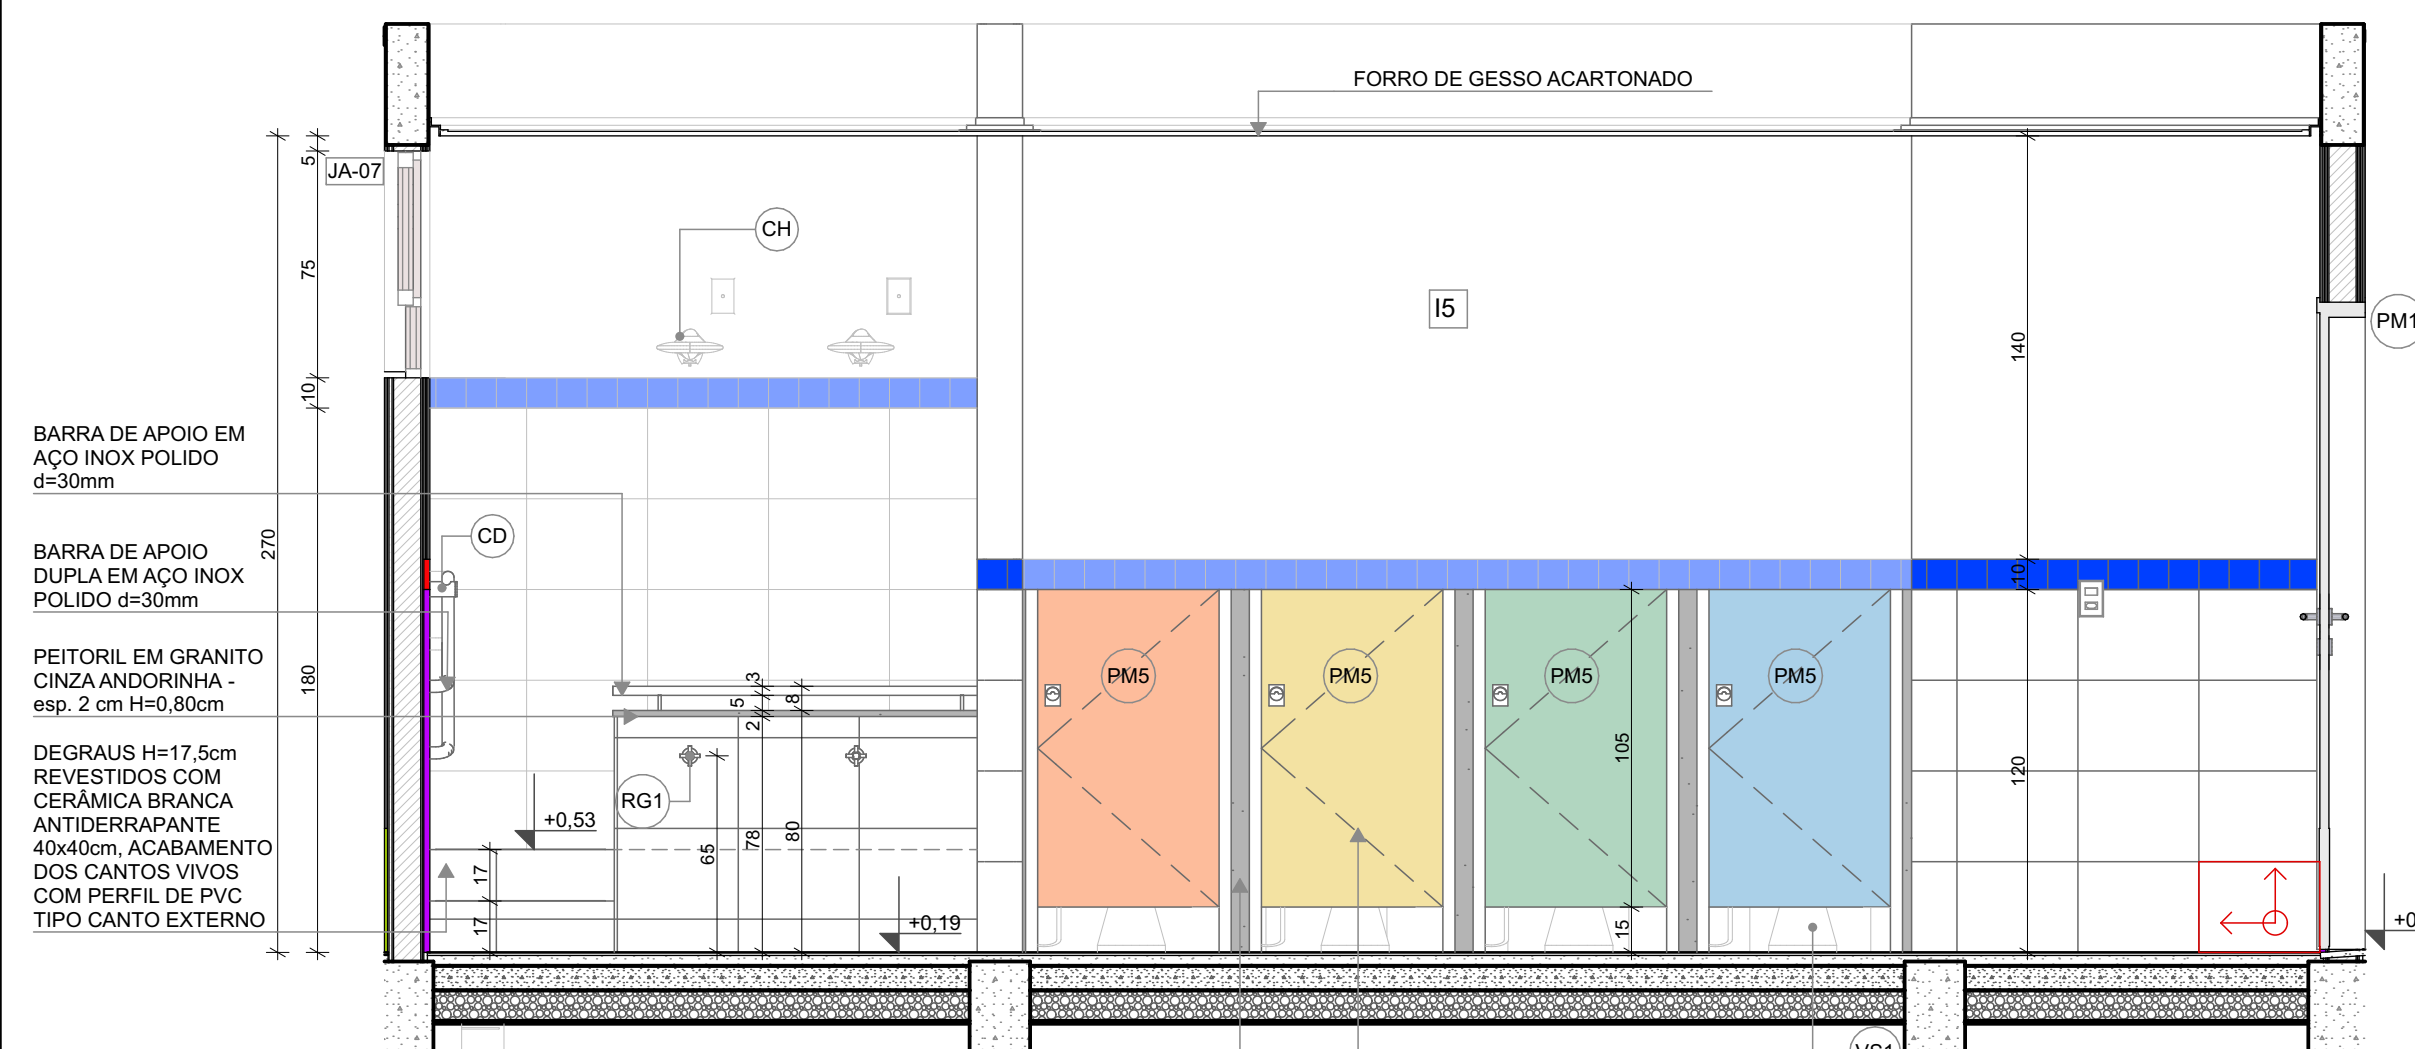 FORRO DE GESSO ACARTONADO
5
JA-07
CH
75
I5
PM1
140
10
BARRA DE APOIO EM
AÇO INOX POLIDO
d=30mm
270
CD
BARRA DE APOIO
DUPLA EM AÇO INOX
POLIDO d=30mm
10
PEITORIL EM GRANITO
CINZA ANDORINHA -
esp. 2 cm H=0,80cm
180
3
5
8
2
PM5
PM5
PM5
PM5
105
120
DEGRAUS H=17,5cm
REVESTIDOS COM
CERÂMICA BRANCA
ANTIDERRAPANTE
40x40cm, ACABAMENTO
DOS CANTOS VIVOS
COM PERFIL DE PVC
TIPO CANTO EXTERNO
RG1
+0,53
65
78
80
17
17
+0,19
15
+0
VS1